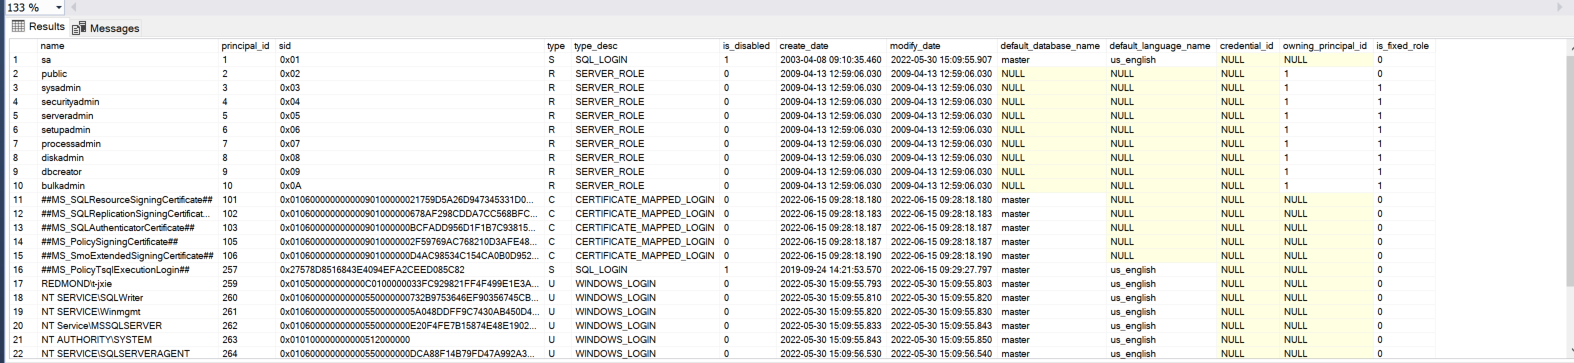 133 %
Results Messages
name principal_id sid type type_desc is_disabled create_date modify_date default_database_name default_language_name credential_id owning_principal_id is_fixed_role
1 sa 1 0x01 S SQL_LOGIN 1 2003-04-08 09:10:35.460 2022-05-30 15:09:55.907 master us_english NULL NULL 0
2 public 2 0x02 R SERVER_ROLE 0 2009-04-13 12:59:06.030 2009-04-13 12:59:06.030 NULL NULL NULL 1 0
3 sysadmin 3 0x03 R SERVER_ROLE 0 2009-04-13 12:59:06.030 2009-04-13 12:59:06.030 NULL NULL NULL 1 1
4 securityadmin 4 0x04 R SERVER_ROLE 0 2009-04-13 12:59:06.030 2009-04-13 12:59:06.030 NULL NULL NULL 1 1
5 serveradmin 5 0x05 R SERVER_ROLE 0 2009-04-13 12:59:06.030 2009-04-13 12:59:06.030 NULL NULL NULL 1 1
6 setupadmin 6 0x06 R SERVER_ROLE 0 2009-04-13 12:59:06.030 2009-04-13 12:59:06.030 NULL NULL NULL 1 1
7 processadmin 7 0x07 R SERVER_ROLE 0 2009-04-13 12:59:06.030 2009-04-13 12:59:06.030 NULL NULL NULL 1 1
8 diskadmin 8 0x08 R SERVER_ROLE 0 2009-04-13 12:59:06.030 2009-04-13 12:59:06.030 NULL NULL NULL 1 1
9 dbcreator 9 0x09 R SERVER_ROLE 0 2009-04-13 12:59:06.030 2009-04-13 12:59:06.030 NULL NULL NULL 1 1
10 bulkadmin 10 0x0A R SERVER_ROLE 0 2009-04-13 12:59:06.030 2009-04-13 12:59:06.030 NULL NULL NULL 1 1
11 ##MS_SQLResourceSigningCertificate## 101 0x010600000000000901000000021759D5A26D947345331D0... C CERTIFICATE_MAPPED_LOGIN 0 2022-06-15 09:28:18.180 2022-06-15 09:28:18.180 master NULL NULL NULL 0
12 ##MS_SQLReplicationSigningCertificat... 102 0x0106000000000009010000000678AF298CDDA7CC568BFC... C CERTIFICATE_MAPPED_LOGIN 0 2022-06-15 09:28:18.183 2022-06-15 09:28:18.183 master NULL NULL NULL 0
13 ##MS_SQLAuthenticatorCertificate## 103 0x010600000000000901000000BCFADD956D1F1B7C93815... C CERTIFICATE_MAPPED_LOGIN 0 2022-06-15 09:28:18.187 2022-06-15 09:28:18.187 master NULL NULL NULL 0
14 ##MS_PolicySigningCertificate## 105 0x0106000000000009010000002F59769AC768210D3AFE48... C CERTIFICATE_MAPPED_LOGIN 0 2022-06-15 09:28:18.187 2022-06-15 09:28:18.187 master NULL NULL NULL 0
15 ##MS_SmoExtendedSigningCertificate## 106 0x010600000000000901000000D4AC98534C154CA0B0D952... C CERTIFICATE_MAPPED_LOGIN 0 2022-06-15 09:28:18.190 2022-06-15 09:28:18.190 master NULL NULL NULL 0
16 ##MS_PolicyTsqlExecutionLogin## 257 0x27578D8516843E4094EFA2CEED085C82 S SQL_LOGIN 1 2019-09-24 14:21:53.570 2022-06-15 09:29:27.797 master us_english NULL NULL 0
17 REDMOND\t-jxie 259 0x010500000000000C0100000033FC929821FF4F499E1E3A... U WINDOWS_LOGIN 0 2022-05-30 15:09:55.793 2022-05-30 15:09:55.803 master us_english NULL NULL 0
18 NT SERVICE\SQLWriter 260 0x010600000000000550000000732B9753646EF90356745CB... U WINDOWS_LOGIN 0 2022-05-30 15:09:55.810 2022-05-30 15:09:55.820 master us_english NULL NULL 0
19 NT SERVICE\Winmgmt 261 0x0106000000000005500000005A048DDFF9C7430AB450D4... U WINDOWS_LOGIN 0 2022-05-30 15:09:55.820 2022-05-30 15:09:55.830 master us_english NULL NULL 0
20 NT Service\MSSQLSERVER 262 0x010600000000000550000000E20F4FE7B15874E48E1902... U WINDOWS_LOGIN 0 2022-05-30 15:09:55.833 2022-05-30 15:09:55.843 master us_english NULL NULL 0
21 NT AUTHORITY\SYSTEM 263 0x010100000000000512000000 U WINDOWS_LOGIN 0 2022-05-30 15:09:55.843 2022-05-30 15:09:55.850 master us_english NULL NULL 0
22 NT SERVICE\SQLSERVERAGENT 264 0x010600000000000550000000DCA88F14B79FD47A992A3... U WINDOWS_LOGIN 0 2022-05-30 15:09:56.530 2022-05-30 15:09:56.540 master us_english NULL NULL 0